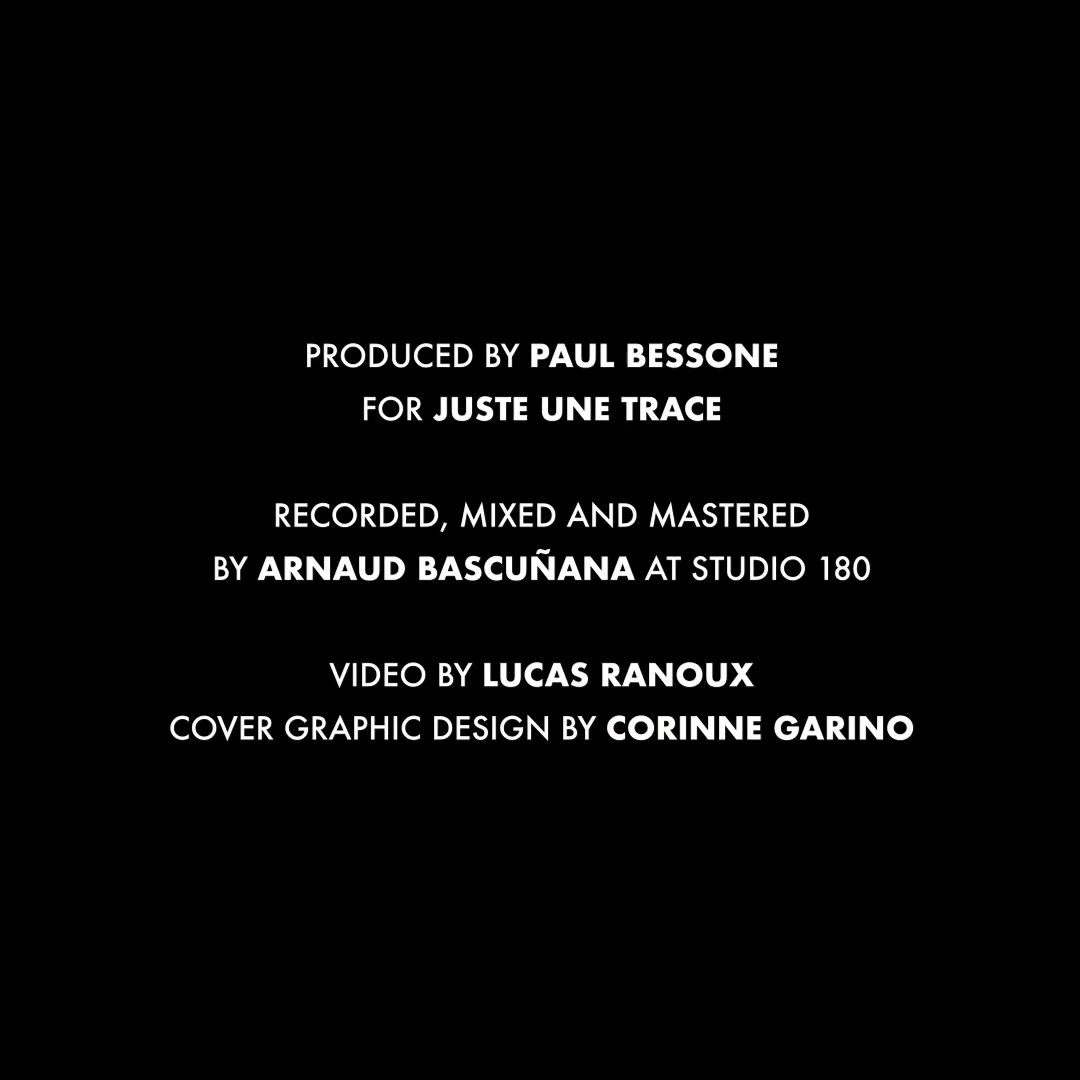 PRODUCED BY PAUL BESSONE
FOR JUSTE UNE TRACE
RECORDED, MIXED AND MASTERED
BY ARNAUD BASCUÑANA AT STUDIO 180
VIDEO BY LUCAS RANOUX
COVER GRAPHIC DESIGN BY CORINNE GARINO